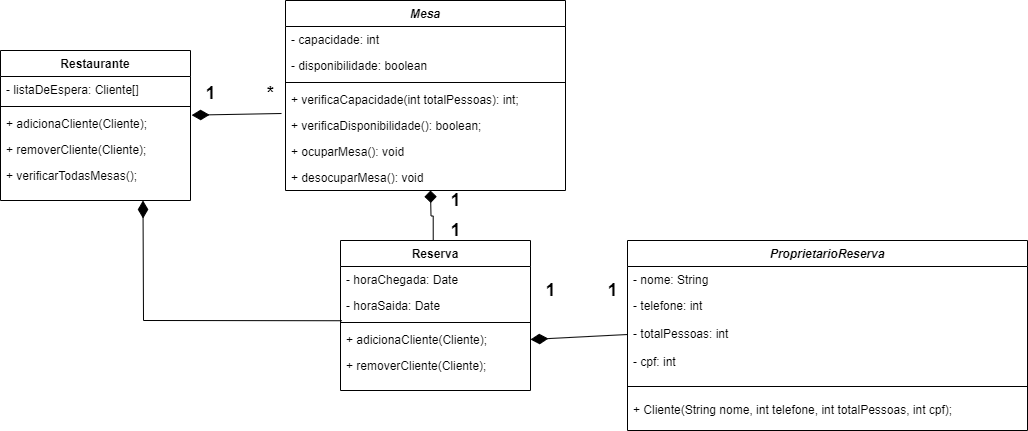 Restaurante
- listaDeEspera: Cliente[]
+ adicionaCliente(Cliente);
+ removerCliente(Cliente);
+ verificarTodasMesas();
1
*
Mesa
- capacidade: int
- disponibilidade: boolean
+ verificaCapacidade(int totalPessoas): int;
+ verificaDisponibilidade(): boolean;
+ ocuparMesa(): void
+ desocuparMesa(): void
1
1
Reserva
- horaChegada: Date
- horaSaida: Date
+ adicionaCliente(Cliente);
+ removerCliente(Cliente);
1
1
ProprietarioReserva
- nome: String
- telefone: int
- totalPessoas: int
- cpf: int
+ Cliente(String nome, int telefone, int totalPessoas, int cpf);